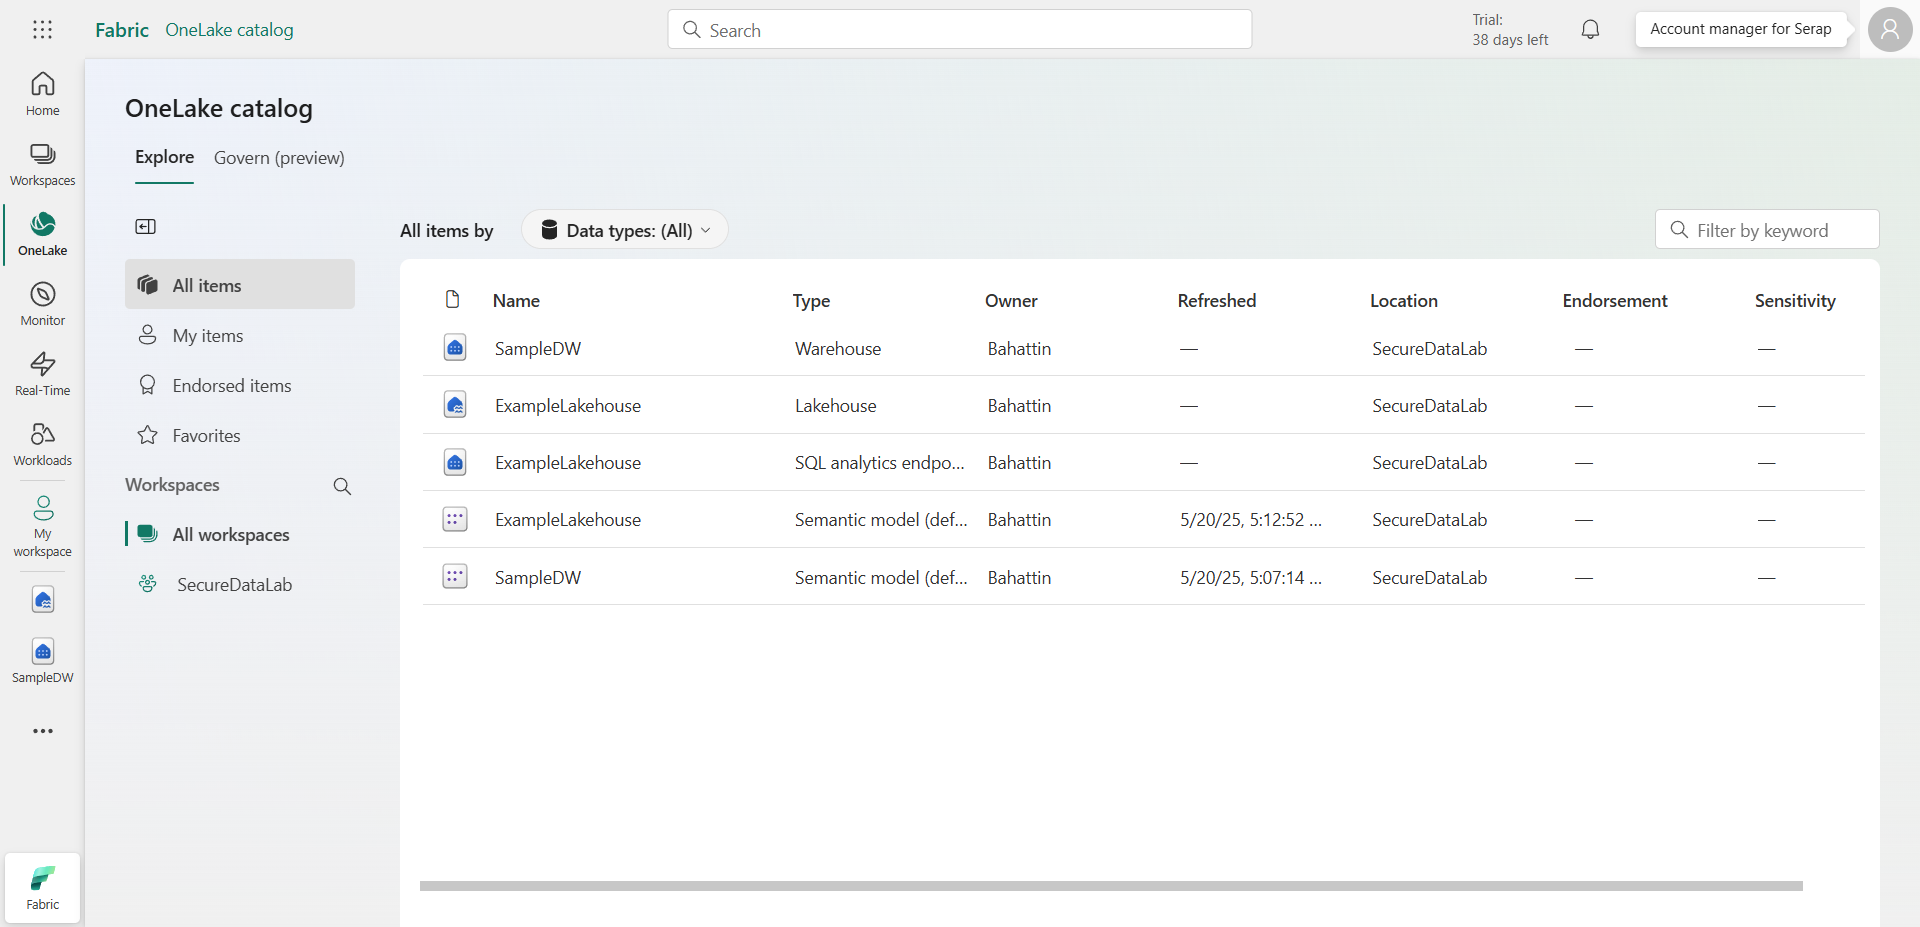 Fabric OneLake catalog
Search
Trial:
38 days left
Account manager for Serap
Home
Workspaces
OneLake
Monitor
Real-Time
Workloads
My
workspace
SampleDW
Fabric
OneLake catalog
Explore Govern (preview)
All items
My items
Endorsed items
Favorites
Workspaces
All workspaces
SecureDataLab
All items by Data types: (All)
Filter by keyword
Name Type Owner Refreshed Location Endorsement Sensitivity
SampleDW Warehouse Bahattin — SecureDataLab — —
ExampleLakehouse Lakehouse Bahattin — SecureDataLab — —
ExampleLakehouse SQL analytics endpo... Bahattin — SecureDataLab — —
ExampleLakehouse Semantic model (def... Bahattin 5/20/25, 5:12:52 ... SecureDataLab — —
SampleDW Semantic model (def... Bahattin 5/20/25, 5:07:14 ... SecureDataLab — —